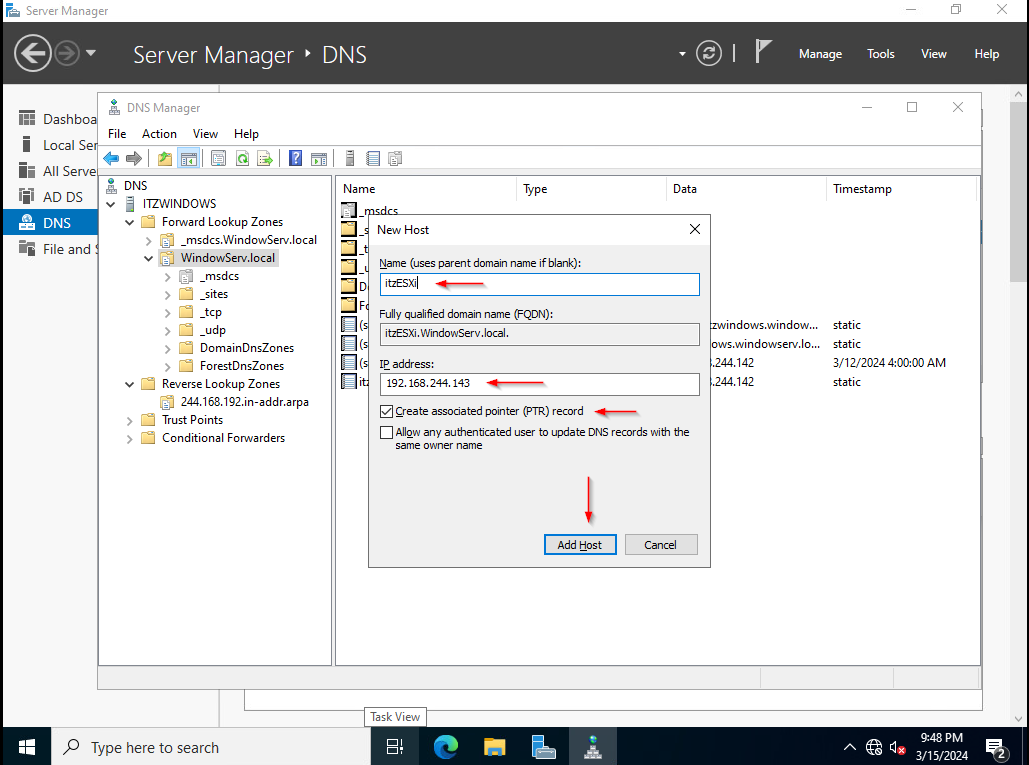 Server Manager
Server Manager ‣ DNS
Manage Tools View Help
Dashboa
Local Ser
All Serve
AD DS
DNS
File and S
DNS Manager
File Action View Help
DNS
ITZWINDOWS
Forward Lookup Zones
_msdcs.WindowServ.local
WindowServ.local
_msdcs
_sites
_tcp
_udp
DomainDnsZones
ForestDnsZones
Reverse Lookup Zones
244.168.192.in-addr.arpa
Trust Points
Conditional Forwarders
Name Type Data Timestamp
_msdcs
_s
_t
_u
D
Fo
(s tzwindows.window... static
(s ows.windowserv.lo... static
(s 3.244.142 3/12/2024 4:00:00 AM
itz 3.244.142 static
New Host
Name (uses parent domain name if blank):
itzESXi
Fully qualified domain name (FQDN):
itzESXi.WindowServ.local.
IP address:
192.168.244.143
Create associated pointer (PTR) record
Allow any authenticated user to update DNS records with the
same owner name
Add Host Cancel
Task View
Type here to search
9:48 PM
3/15/2024
2